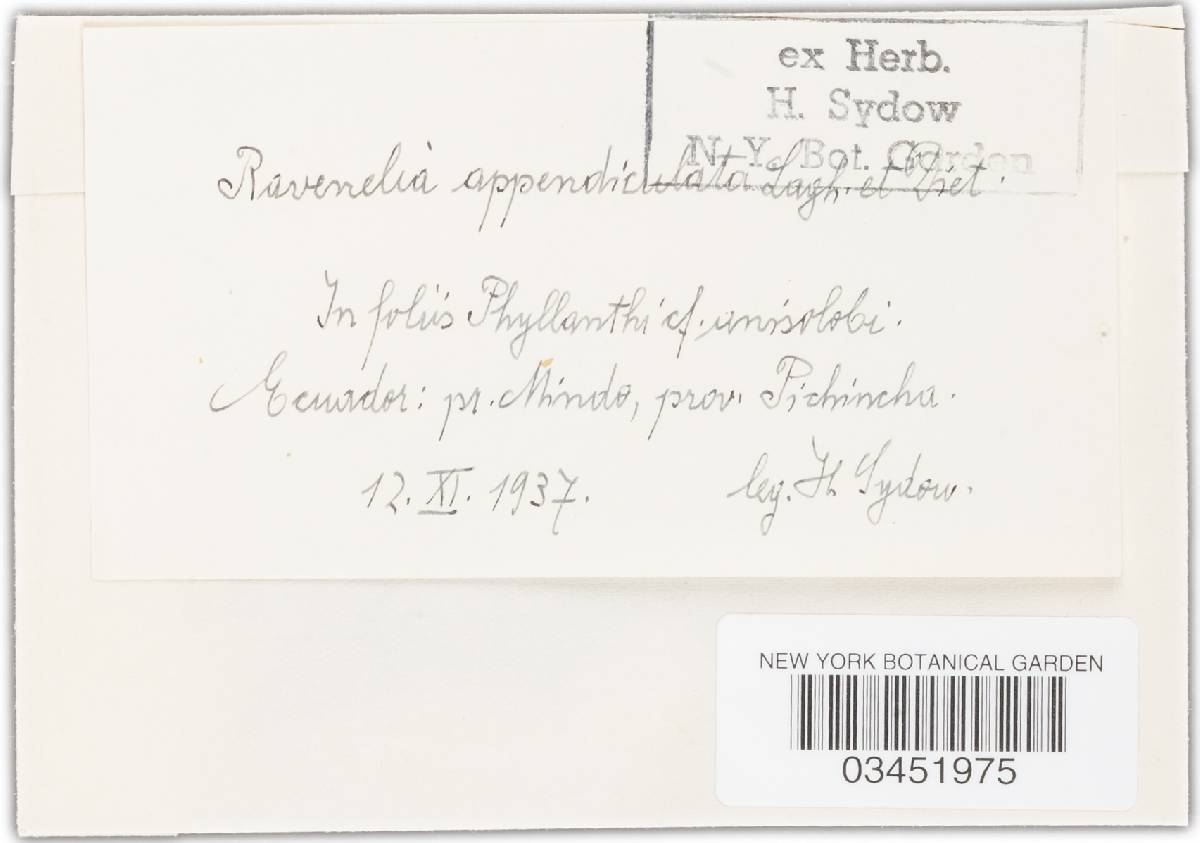 ex Herb.
H. Sydow
N. Y. Bot. Garden
Ravenelia appendiculata Lagh. et Diet.
In foliis Phyllanthi cf. anisolobi.
Ecuador: pr. Mindo, prov. Pichincha.
12. XI. 1937. leg. H. Sydow.
NEW YORK BOTANICAL GARDEN
03451975